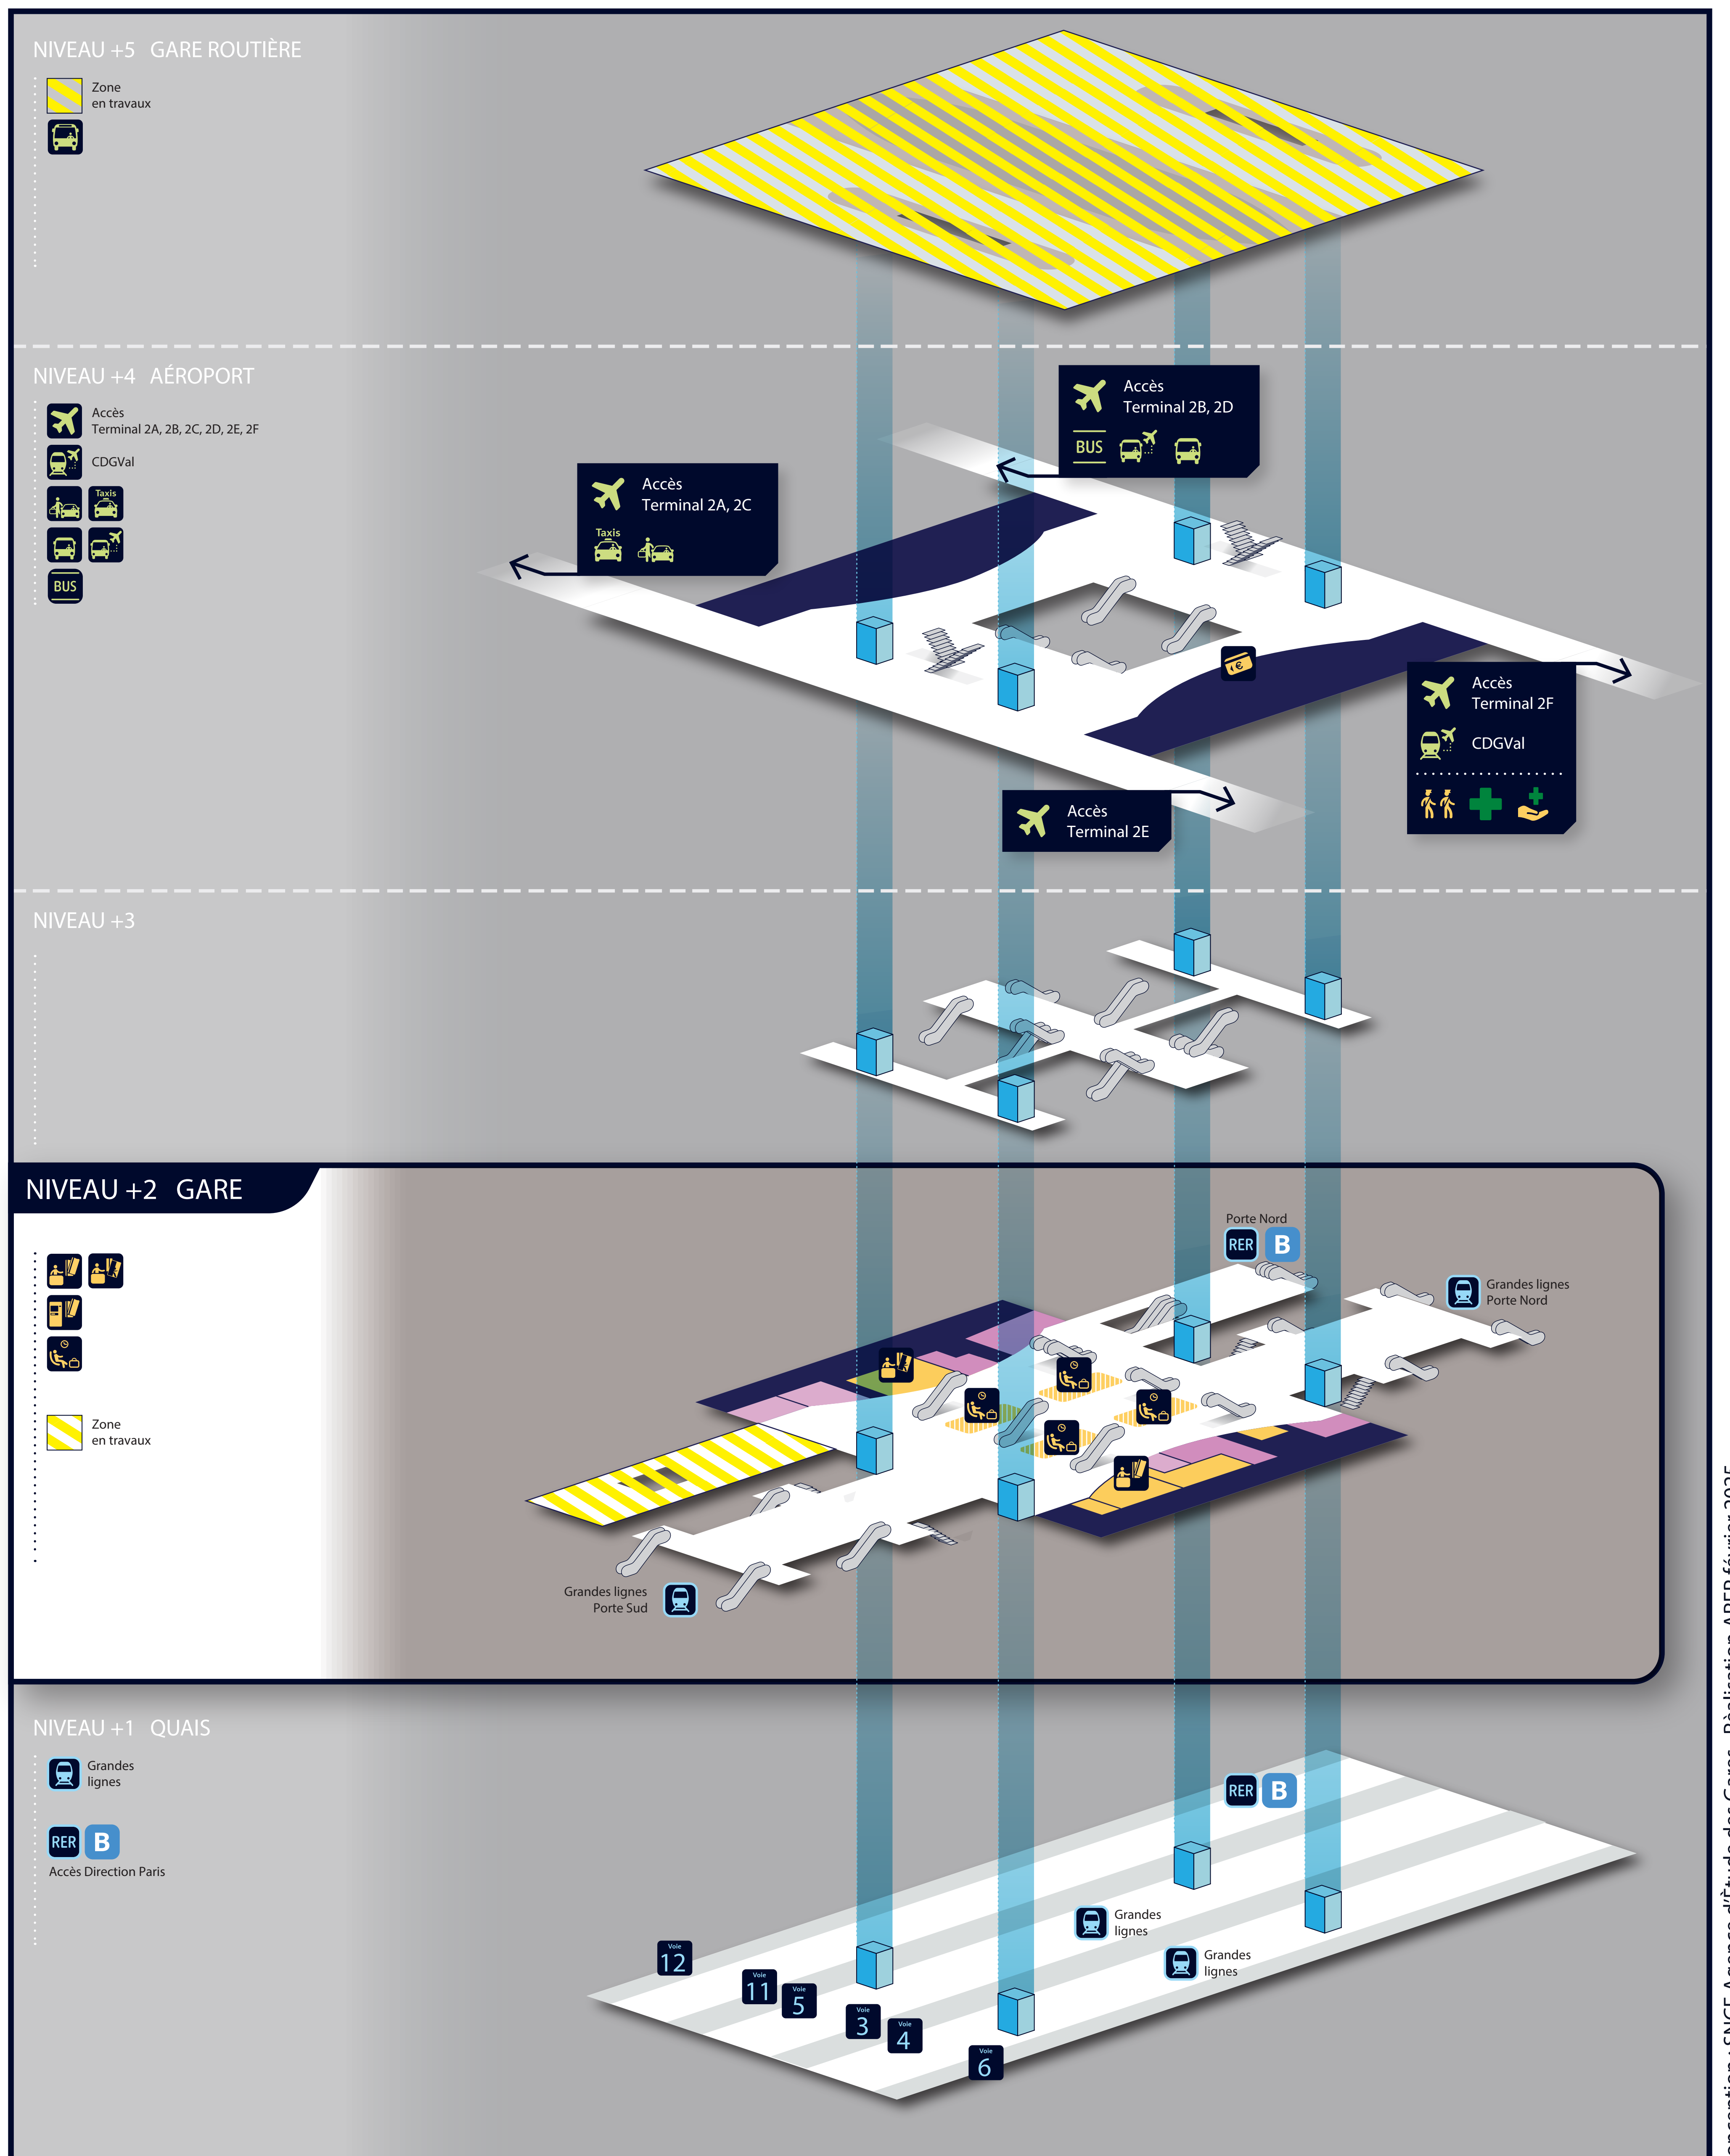 NIVEAU +5 GARE ROUTIÈRE
Zone
en travaux
NIVEAU +4 AÉROPORT
Accès
Terminal 2A, 2B, 2C, 2D, 2E, 2F
CDGVal
Taxis
BUS
Accès
Terminal 2B, 2D
BUS
Accès
Terminal 2A, 2C
Taxis
€
Accès
Terminal 2F
CDGVal
Accès
Terminal 2E
NIVEAU +3
NIVEAU +2 GARE
Zone
en travaux
Porte Nord
RER B
Grandes lignes
Porte Nord
Grandes lignes
Porte Sud
NIVEAU +1 QUAIS
Grandes
lignes
RER B
Accès Direction Paris
RER B
Grandes
lignes
Grandes
lignes
Voie
12
Voie
11
Voie
5
Voie
3
Voie
4
Voie
6